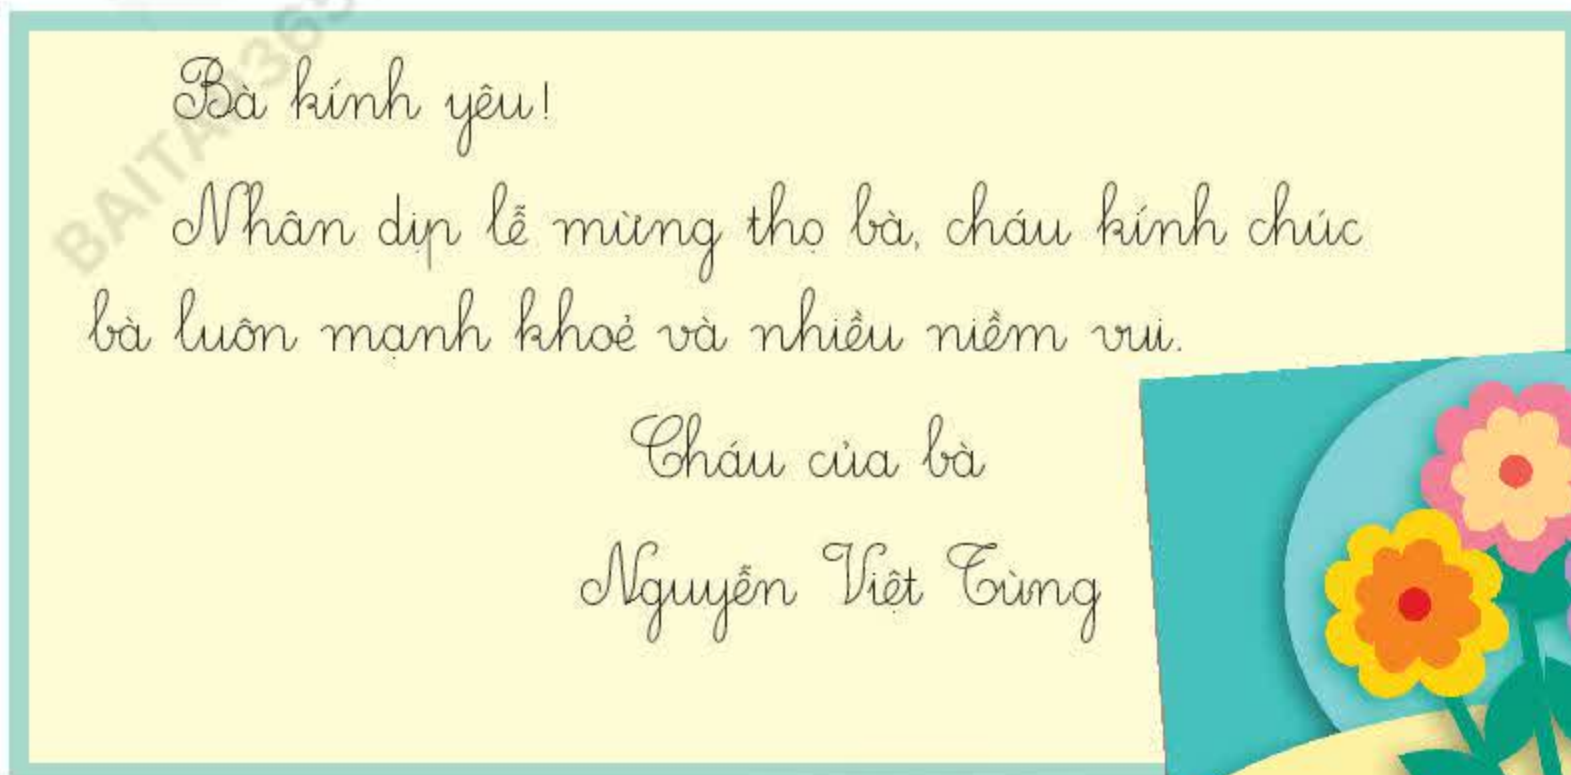 Bà kính yêu!
Nhân dịp lễ mừng thọ bà, cháu kính chúc
bà luôn mạnh khoẻ và nhiều niềm vui.
Cháu của bà
Nguyễn Việt Tùng